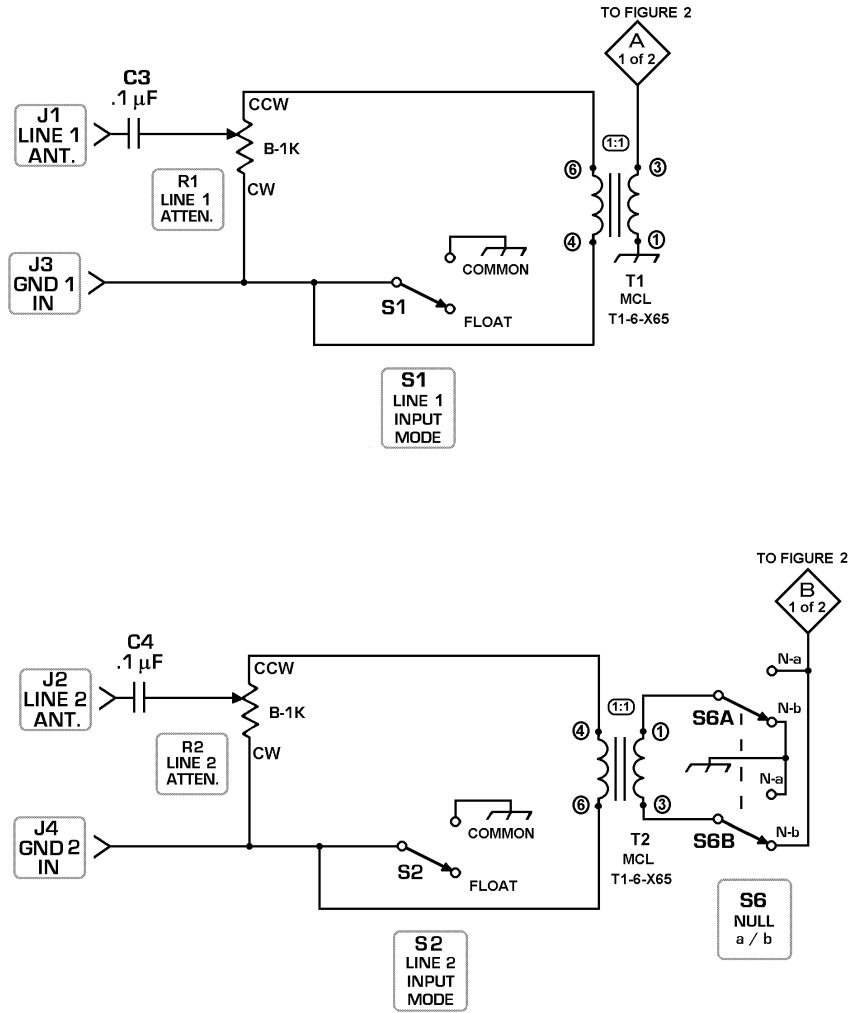 TO FIGURE 2
A
1 of 2
C3
.1 µF
J1
LINE 1
ANT.
CCW
B-1K
CW
R1
LINE 1
ATTEN.
1:1
6
3
4
1
T1
MCL
T1-6-X65
J3
GND 1
IN
COMMON
S1
FLOAT
S1
LINE 1
INPUT
MODE
TO FIGURE 2
B
1 of 2
C4
.1 µF
J2
LINE 2
ANT.
CCW
B-1K
CW
R2
LINE 2
ATTEN.
1:1
4
1
6
3
T2
MCL
T1-6-X65
N-a
S6A
N-b
N-a
S6B
N-b
J4
GND 2
IN
COMMON
S2
FLOAT
S6
NULL
a / b
S2
LINE 2
INPUT
MODE